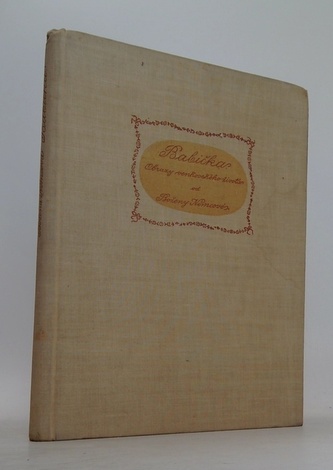 Babička
Obrazy venkovského života
od
Boženy Němcové